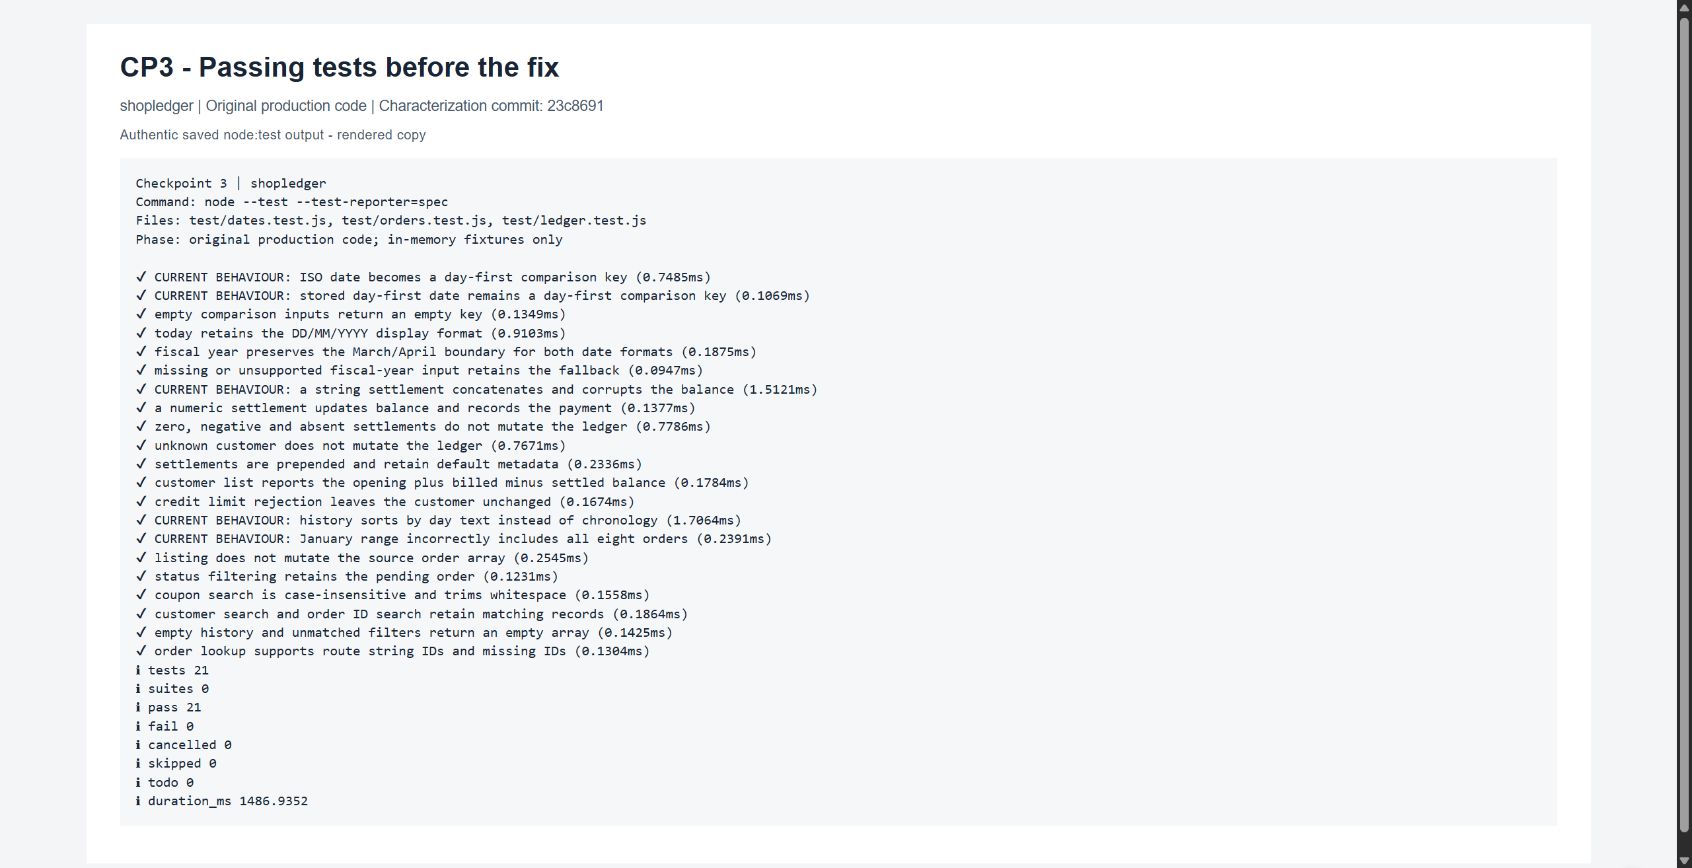 CP3 - Passing tests before the fix
shopledger | Original production code | Characterization commit: 23c8691
Authentic saved node:test output - rendered copy
Checkpoint 3 | shopledger
Command: node --test --test-reporter=spec
Files: test/dates.test.js, test/orders.test.js, test/ledger.test.js
Phase: original production code; in-memory fixtures only
✓ CURRENT BEHAVIOUR: ISO date becomes a day-first comparison key (0.7485ms)
✓ CURRENT BEHAVIOUR: stored day-first date remains a day-first comparison key (0.1069ms)
✓ empty comparison inputs return an empty key (0.1349ms)
✓ today retains the DD/MM/YYYY display format (0.9103ms)
✓ fiscal year preserves the March/April boundary for both date formats (0.1875ms)
✓ missing or unsupported fiscal-year input retains the fallback (0.0947ms)
✓ CURRENT BEHAVIOUR: a string settlement concatenates and corrupts the balance (1.5121ms)
✓ a numeric settlement updates balance and records the payment (0.1377ms)
✓ zero, negative and absent settlements do not mutate the ledger (0.7786ms)
✓ unknown customer does not mutate the ledger (0.7671ms)
✓ settlements are prepended and retain default metadata (0.2336ms)
✓ customer list reports the opening plus billed minus settled balance (0.1784ms)
✓ credit limit rejection leaves the customer unchanged (0.1674ms)
✓ CURRENT BEHAVIOUR: history sorts by day text instead of chronology (1.7064ms)
✓ CURRENT BEHAVIOUR: January range incorrectly includes all eight orders (0.2391ms)
✓ listing does not mutate the source order array (0.2545ms)
✓ status filtering retains the pending order (0.1231ms)
✓ coupon search is case-insensitive and trims whitespace (0.1558ms)
✓ customer search and order ID search retain matching records (0.1864ms)
✓ empty history and unmatched filters return an empty array (0.1425ms)
✓ order lookup supports route string IDs and missing IDs (0.1304ms)
ℹ tests 21
ℹ suites 0
ℹ pass 21
ℹ fail 0
ℹ cancelled 0
ℹ skipped 0
ℹ todo 0
ℹ duration_ms 1486.9352